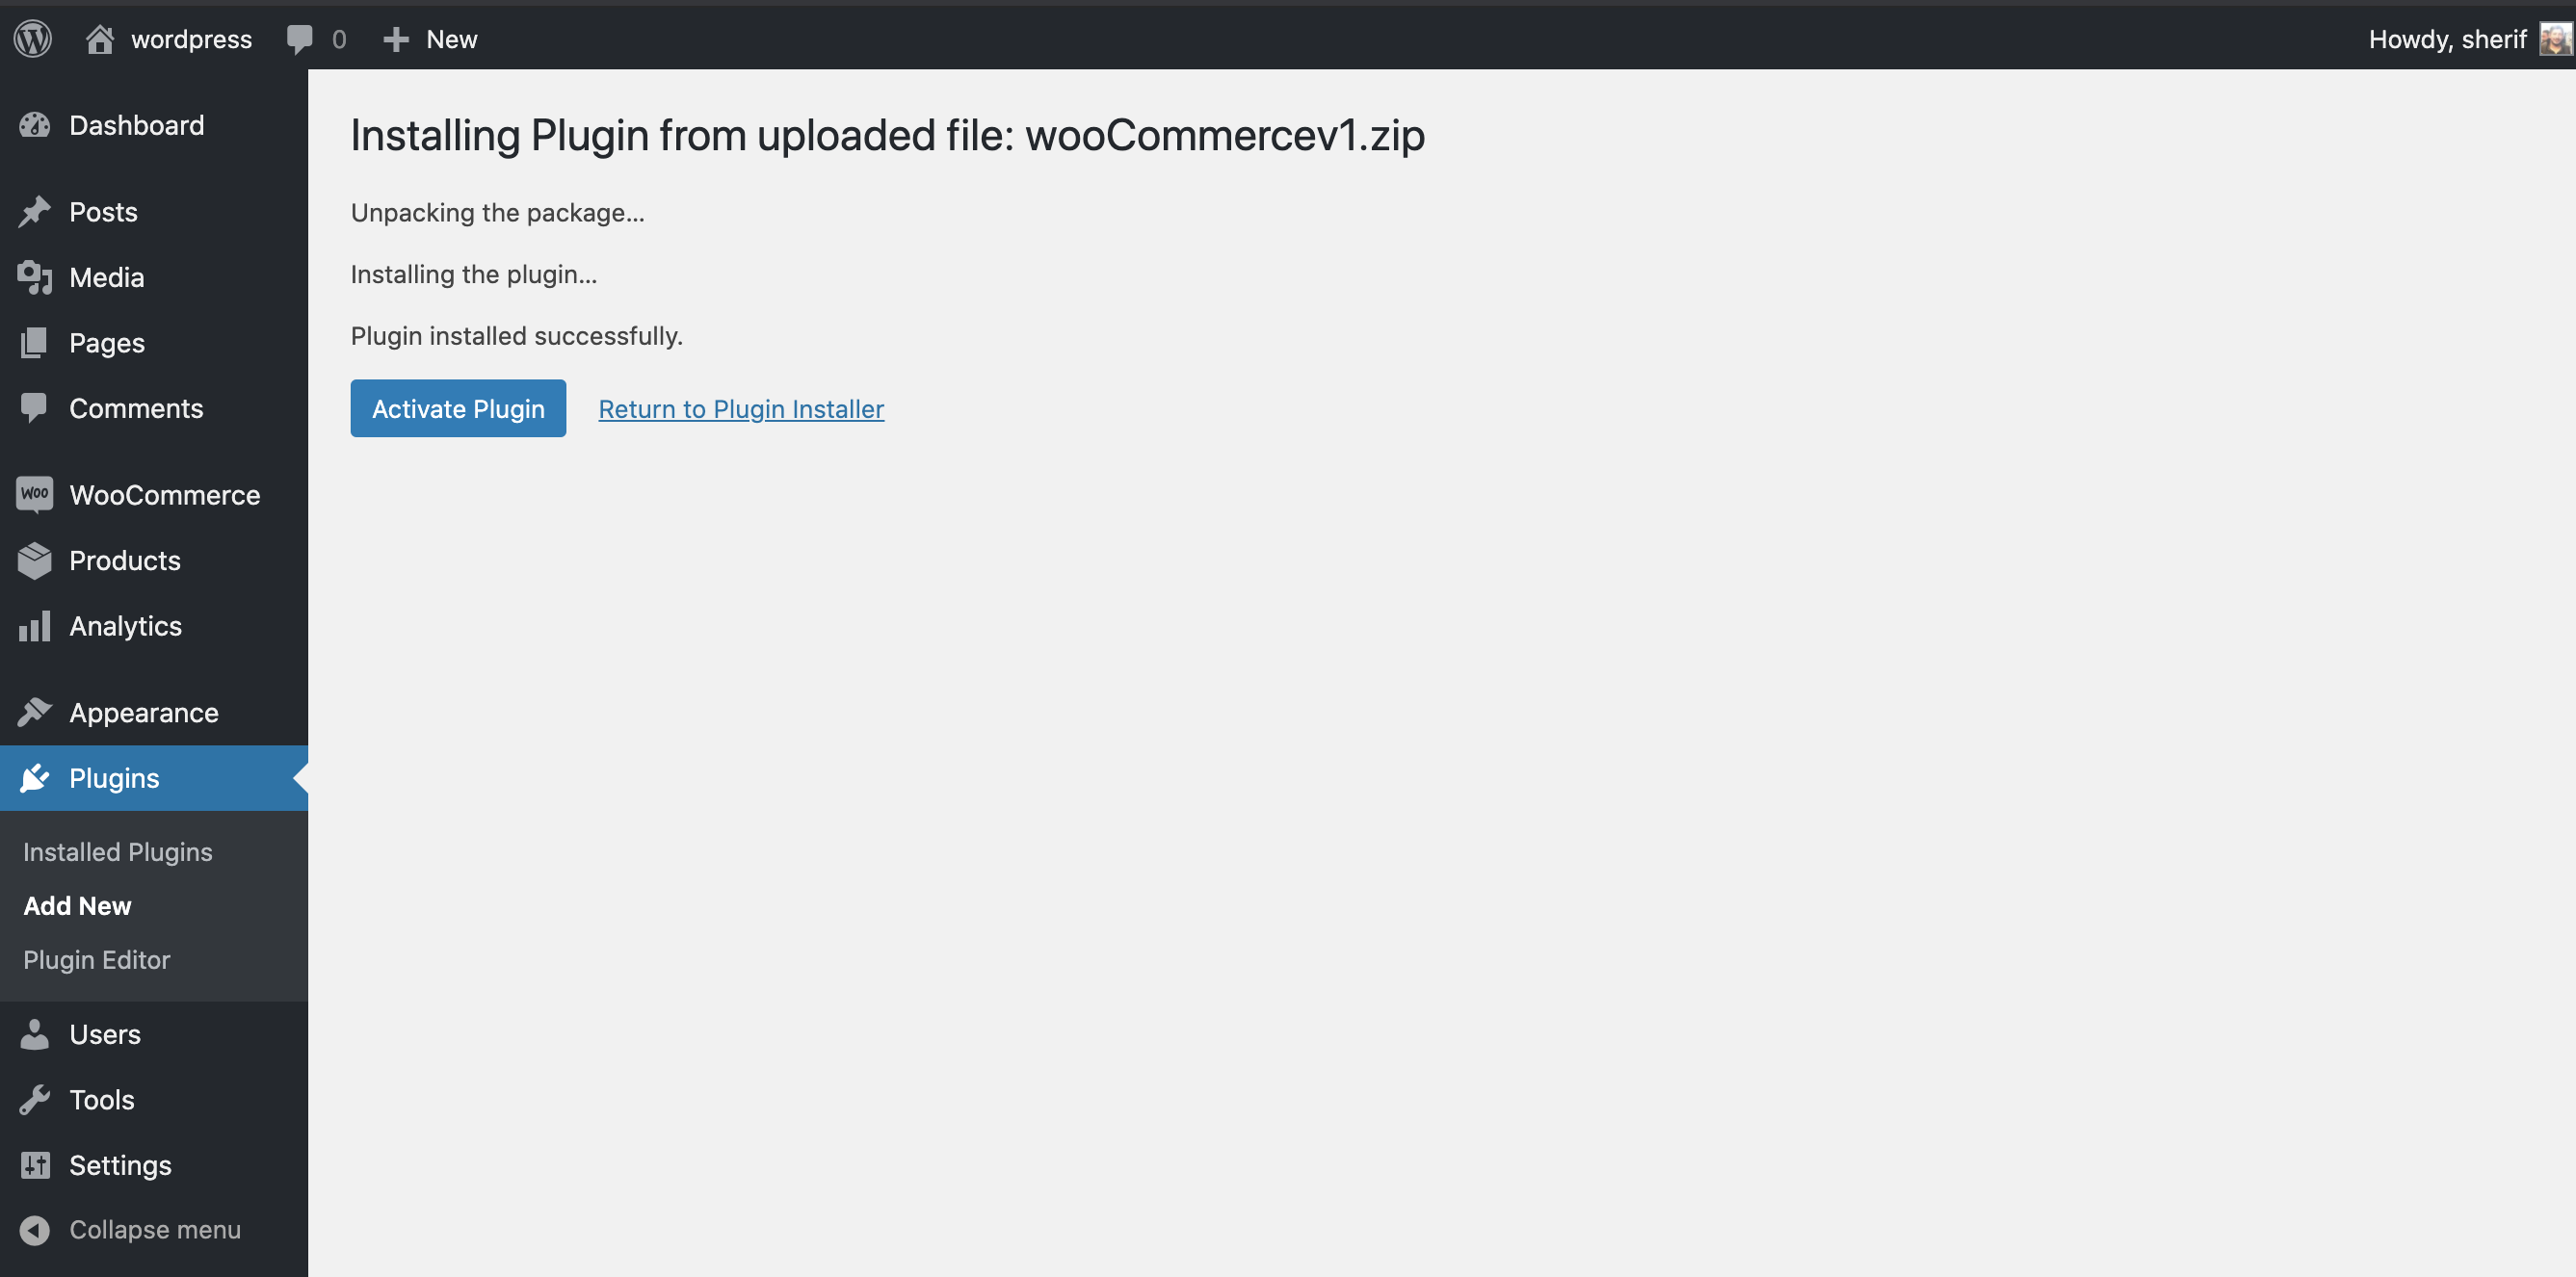 wordpress
0
New
Howdy, sherif
Dashboard
Posts
Media
Pages
Comments
Woo WooCommerce
Products
Analytics
Appearance
Plugins
Installed Plugins
Add New
Plugin Editor
Users
Tools
Settings
Collapse menu
Installing Plugin from uploaded file: wooCommercev1.zip
Unpacking the package...
Installing the plugin...
Plugin installed successfully.
Activate Plugin
Return to Plugin Installer